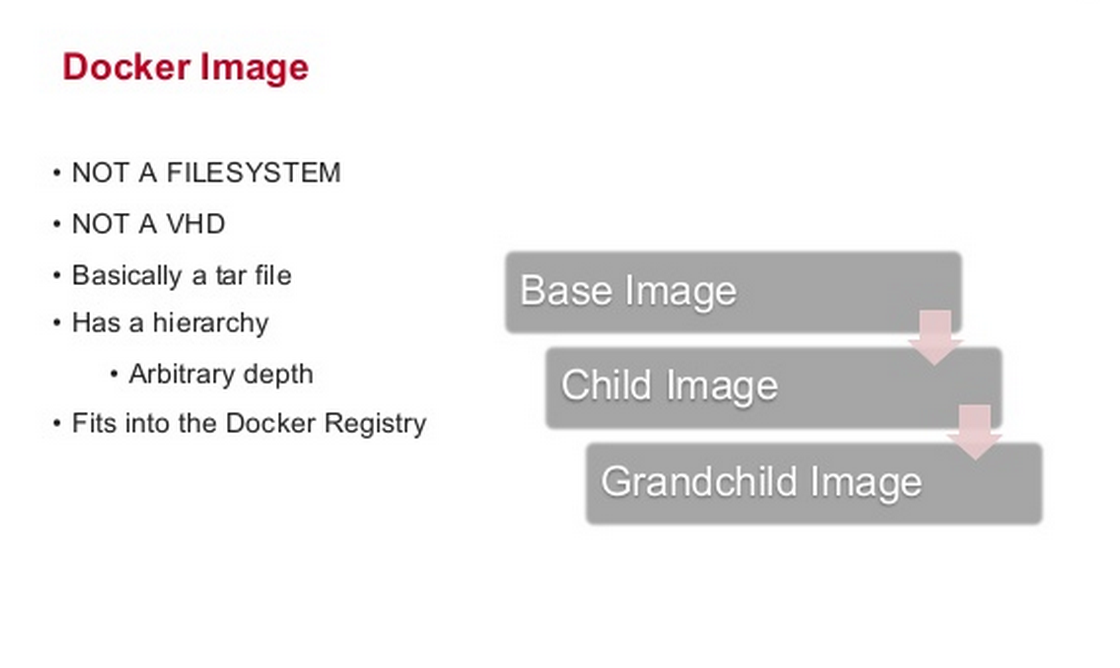 Docker Image
• NOT A FILESYSTEM
• NOT A VHD
• Basically a tar file
• Has a hierarchy
• Arbitrary depth
• Fits into the Docker Registry
Base Image
Child Image
Grandchild Image